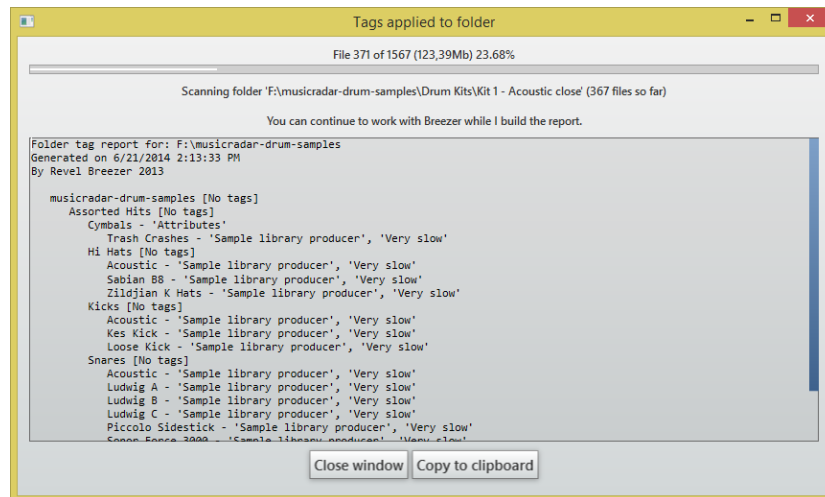 Tags applied to folder
File 371 of 1567 (123,39Mb) 23.68%
Scanning folder 'F:\musicradar-drum-samples\Drum Kits\Kit 1 - Acoustic close' (367 files so far)
You can continue to work with Breezer while I build the report.
Folder tag report for: F:\musicradar-drum-samples
Generated on 6/21/2014 2:13:33 PM
By Revel Breezer 2013
musicradar-drum-samples [No tags]
Assorted Hits [No tags]
Cymbals - 'Attributes'
Trash Crashes - 'Sample library producer', 'Very slow'
Hi Hats [No tags]
Acoustic - 'Sample library producer', 'Very slow'
Sabian B8 - 'Sample library producer', 'Very slow'
Zildjian K Hats - 'Sample library producer', 'Very slow'
Kicks [No tags]
Acoustic - 'Sample library producer', 'Very slow'
Kes Kick - 'Sample library producer', 'Very slow'
Loose Kick - 'Sample library producer', 'Very slow'
Snares [No tags]
Acoustic - 'Sample library producer', 'Very slow'
Ludwig A - 'Sample library producer', 'Very slow'
Ludwig B - 'Sample library producer', 'Very slow'
Ludwig C - 'Sample library producer', 'Very slow'
Piccolo Sidestick - 'Sample library producer', 'Very slow'
Sonor Force 3000 - 'Sample library producer', 'Very slow'
Close window Copy to clipboard